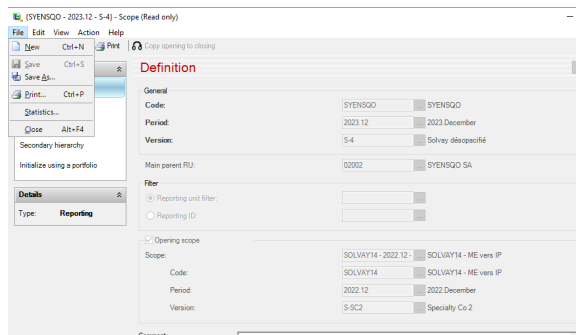 (SYENSQO - 2023.12 - S-4) - Scope (Read only)
File Edit View Action Help
New Ctrl+N
Print
Copy opening to closing
Save Ctrl+S
Save As...
Print... Ctrl+P
Statistics...
Close Alt+F4
Secondary hierarchy
Initialize using a portfolio
Details
Type: Reporting
Definition
General
Code: SYENSQO ... SYENSQO
Period: 2023.12 ... 2023.December
Version: S-4 ... Solvay désopacifié
Main parent RU: 02002 ... SYENSQO SA
Filter
Reporting unit filter: ...
Reporting ID: ...
Opening scope
Scope: SOLVAY14 - 2022.12 - ... SOLVAY14 - ME vers IP
Code: SOLVAY14 ... SOLVAY14 - ME vers IP
Period: 2022.12 ... 2022.December
Version: S-SC2 ... Specialty Co 2